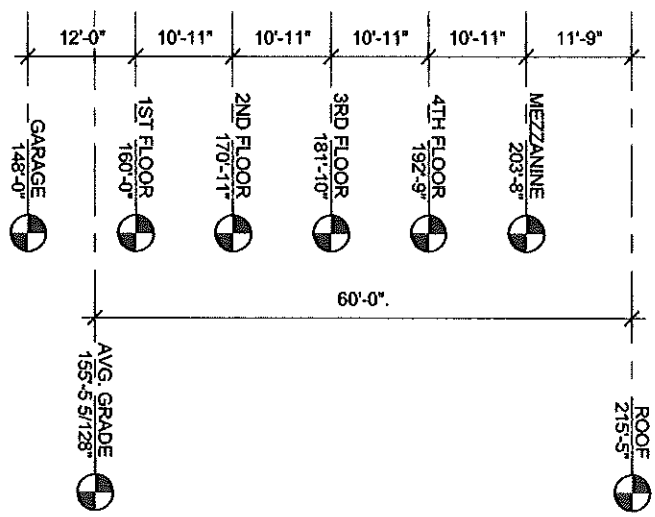 12'-0"
10'-11"
10'-11"
10'-11"
10'-11"
11'-9"
GARAGE
148'-0"
1ST FLOOR
160'-0"
2ND FLOOR
170'-11"
3RD FLOOR
181'-10"
4TH FLOOR
192'-9"
MEZZANINE
203'-8"
60'-0".
AVG. GRADE
155'-5 5/128"
ROOF
215'-5"